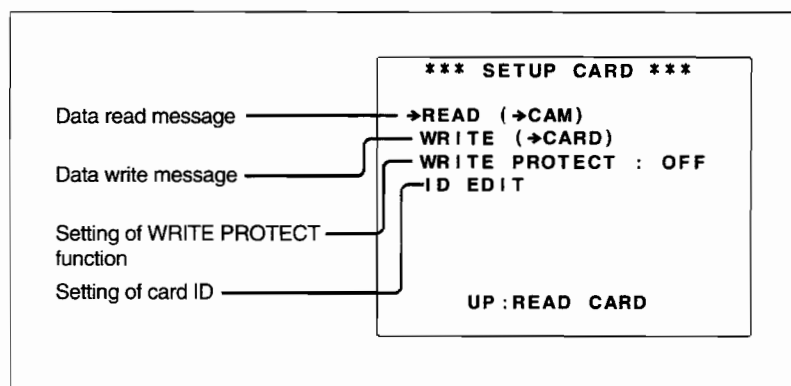 *** SETUP CARD ***
Data read message
→READ (→CAM)
WRITE (→CARD)
Data write message
WRITE PROTECT : OFF
ID EDIT
Setting of WRITE PROTECT
function
Setting of card ID
UP:READ CARD